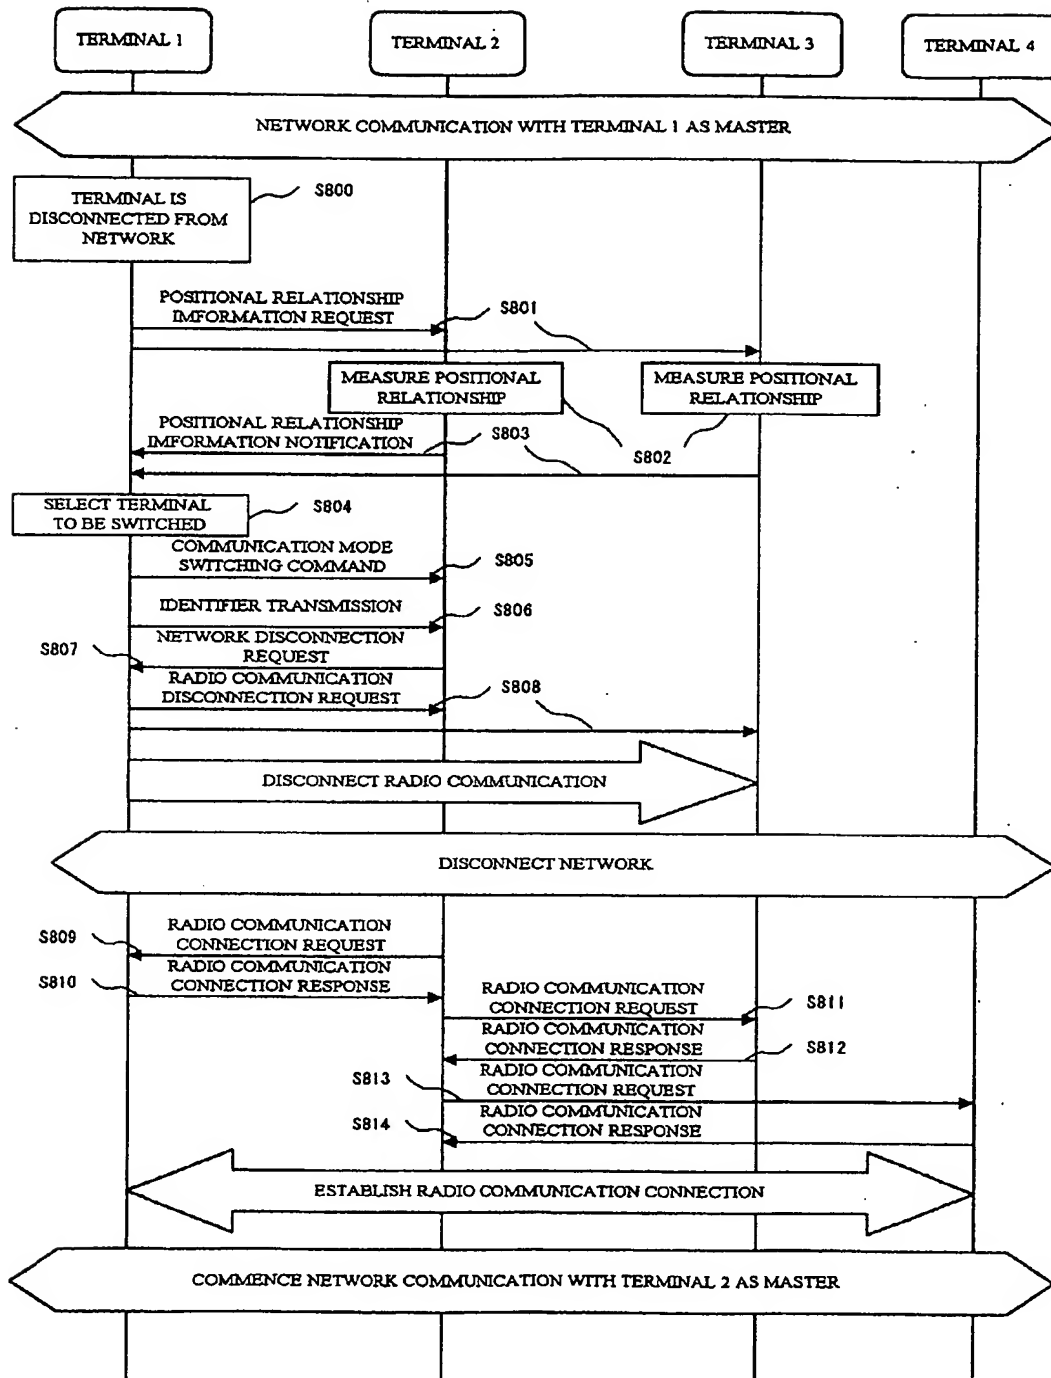 TERMINAL 1
TERMINAL 2
TERMINAL 3
TERMINAL 4
NETWORK COMMUNICATION WITH TERMINAL 1 AS MASTER
TERMINAL IS
DISCONNECTED FROM
NETWORK
S800
POSITIONAL RELATIONSHIP
IMFORMATION REQUEST
S801
MEASURE POSITIONAL
RELATIONSHIP
MEASURE POSITIONAL
RELATIONSHIP
S802
POSITIONAL RELATIONSHIP
IMFORMATION NOTIFICATION
S803
SELECT TERMINAL
TO BE SWITCHED
S804
COMMUNICATION MODE
SWITCHING COMMAND
S805
IDENTIFIER TRANSMISSION
S806
S807
NETWORK DISCONNECTION
REQUEST
RADIO COMMUNICATION
DISCONNECTION REQUEST
S808
DISCONNECT RADIO COMMUNICATION
DISCONNECT NETWORK
S809
RADIO COMMUNICATION
CONNECTION REQUEST
S810
RADIO COMMUNICATION
CONNECTION RESPONSE
RADIO COMMUNICATION
CONNECTION REQUEST
S811
RADIO COMMUNICATION
CONNECTION RESPONSE
S812
S813
RADIO COMMUNICATION
CONNECTION REQUEST
S814
RADIO COMMUNICATION
CONNECTION RESPONSE
ESTABLISH RADIO COMMUNICATION CONNECTION
COMMENCE NETWORK COMMUNICATION WITH TERMINAL 2 AS MASTER